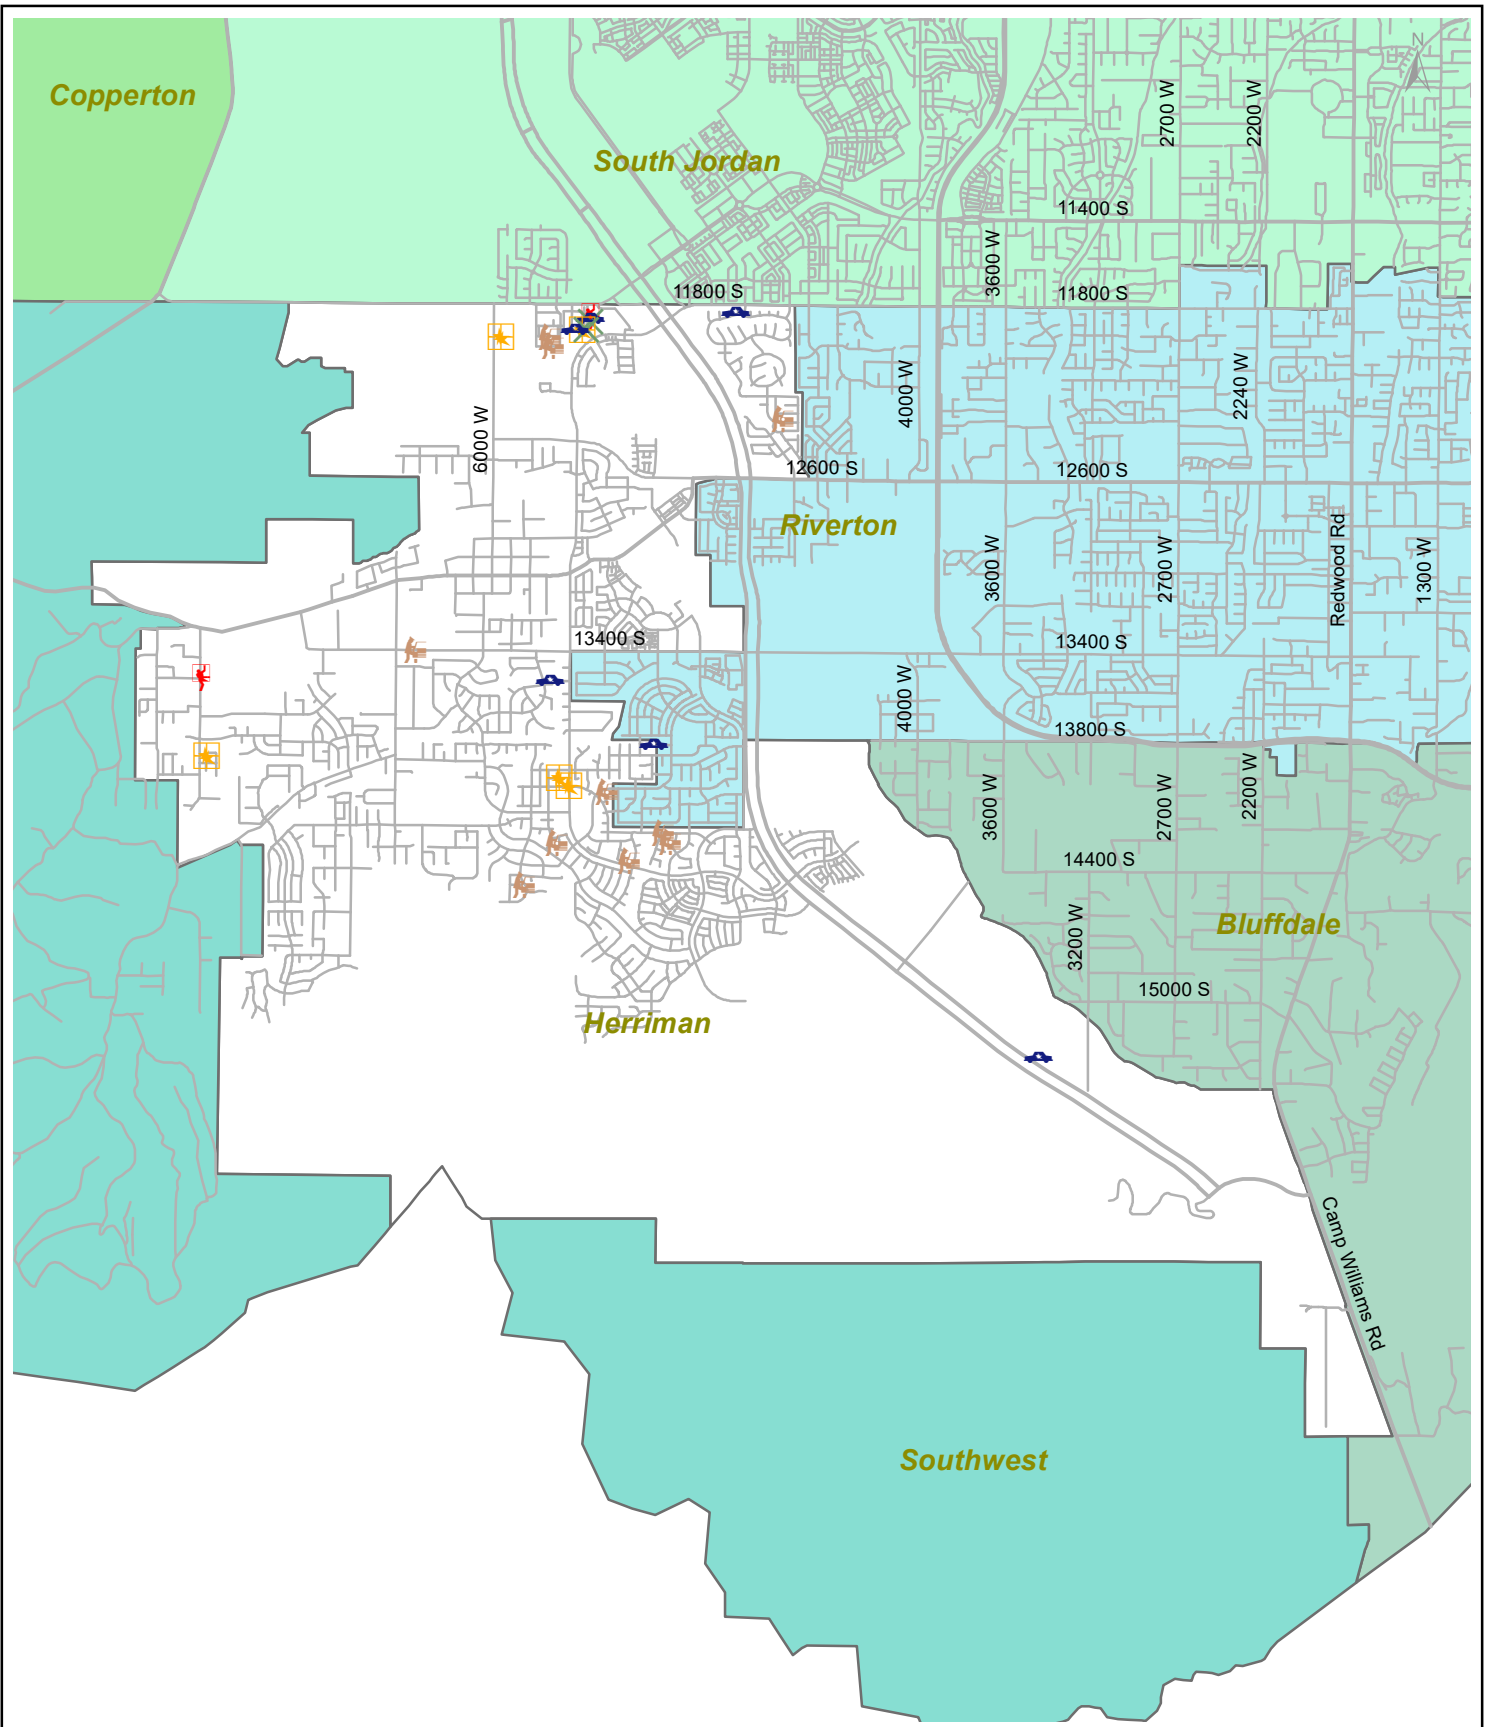 N
Copperton
2700 W
2200 W
South Jordan
11400 S
3600 W
11800 S
11800 S
4000 W
2240 W
6000 W
12600 S
12600 S
Riverton
Redwood Rd
3600 W
2700 W
1300 W
13400 S
13400 S
4000 W
13800 S
3600 W
2700 W
2200 W
14400 S
3200 W
Bluffdale
15000 S
Herriman
Camp Williams Rd
Southwest